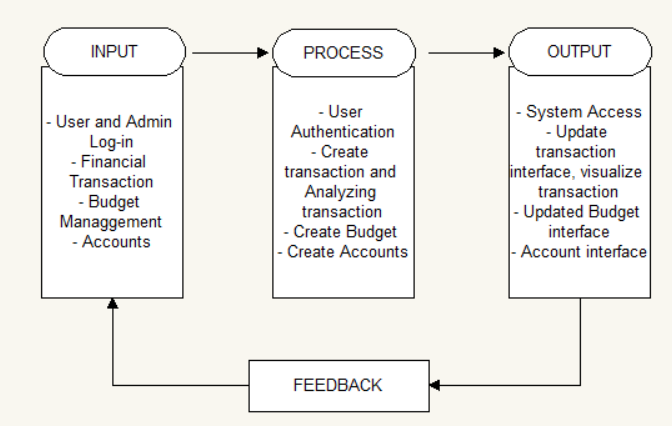 INPUT
- User and Admin
Log-in
- Financial
Transaction
- Budget
Managgement
- Accounts
PROCESS
- User
Authentication
- Create
transaction and
Analyzing
transaction
- Create Budget
- Create Accounts
OUTPUT
- System Access
- Update
transaction
interface, visualize
transaction
- Updated Budget
interface
- Account interface
FEEDBACK